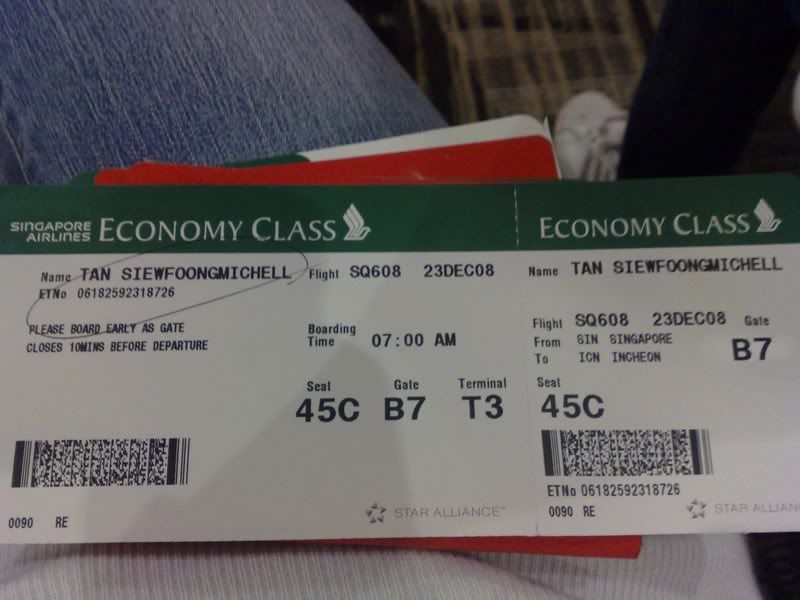 SINGAPORE AIRLINES ECONOMY CLASS
Name TAN SIEWFOONGMICHELL Flight SQ608 23DEC08
ETNo 06182592318726
PLEASE BOARD EARLY AS GATE
CLOSES 10MINS BEFORE DEPARTURE
Boarding Time 07:00 AM
Seat Gate Terminal
45C B7 T3
0090 RE
STAR ALLIANCE
ECONOMY CLASS
Name TAN SIEWFOONGMICHELL
Flight SQ608 23DEC08 Gate
From SIN SINGAPORE B7
To ICN INCHEON
Seat
45C
ETNo 06182592318726
0090 RE
STAR ALLIAN